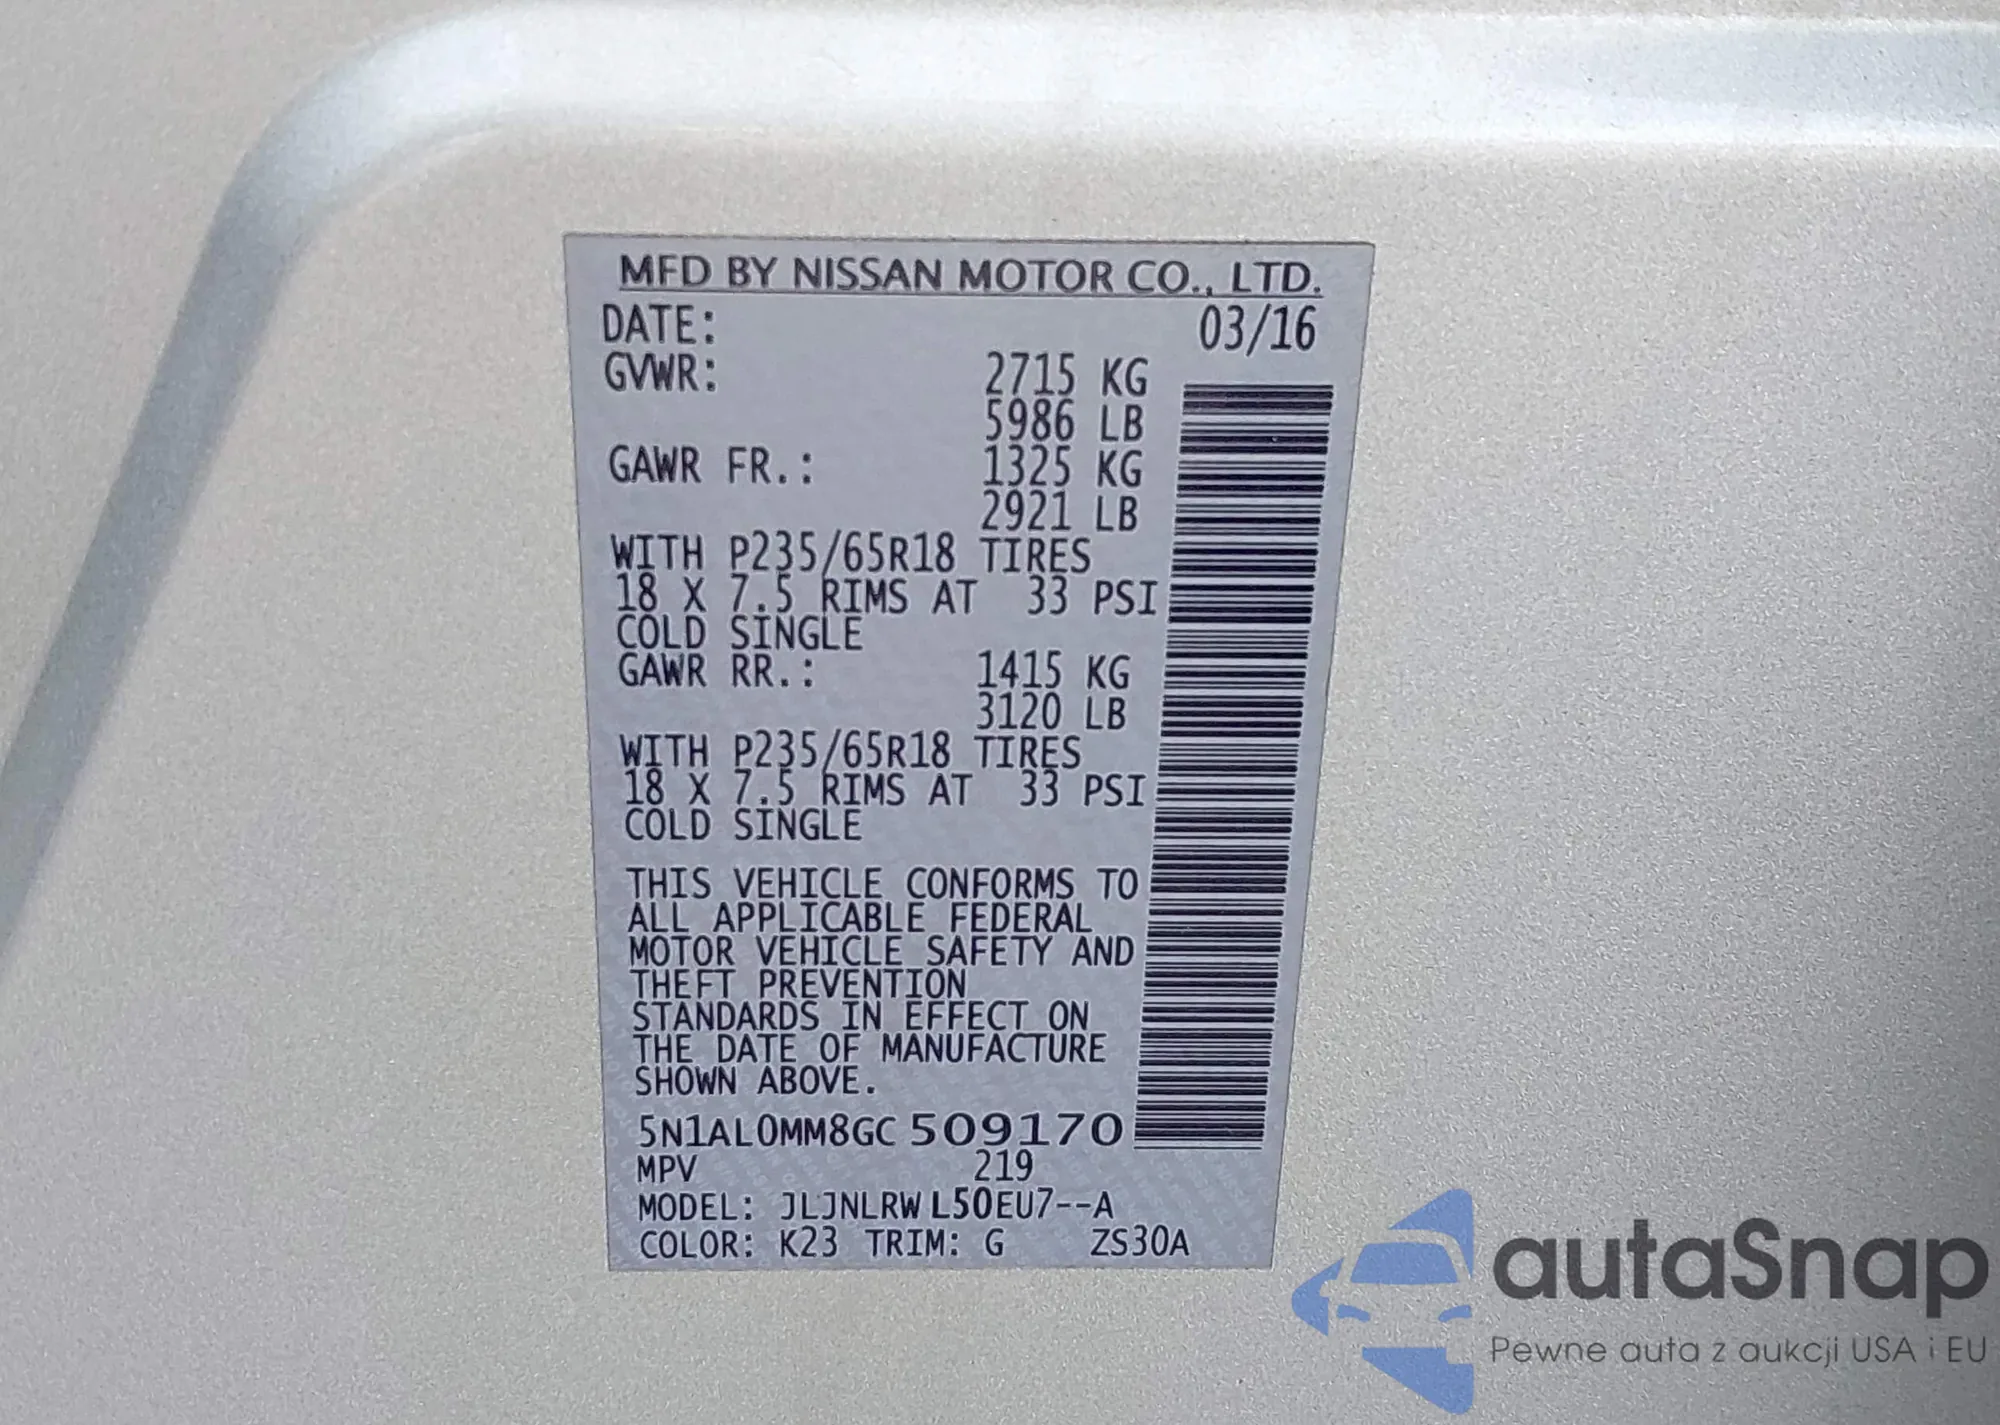 MFD BY NISSAN MOTOR CO., LTD.
DATE: 03/16
GVWR: 2715 KG
5986 LB
GAWR FR.: 1325 KG
2921 LB
WITH P235/65R18 TIRES
18 X 7.5 RIMS AT 33 PSI
COLD SINGLE
GAWR RR.: 1415 KG
3120 LB
WITH P235/65R18 TIRES
18 X 7.5 RIMS AT 33 PSI
COLD SINGLE
THIS VEHICLE CONFORMS TO
ALL APPLICABLE FEDERAL
MOTOR VEHICLE SAFETY AND
THEFT PREVENTION
STANDARDS IN EFFECT ON
THE DATE OF MANUFACTURE
SHOWN ABOVE.
5N1AL0MM8GC 509170
MPV 219
MODEL: JLJNLRW L50EU7--A
COLOR: K23 TRIM: G ZS30A
autaSnap
Pewne auta z aukcji USA i EU